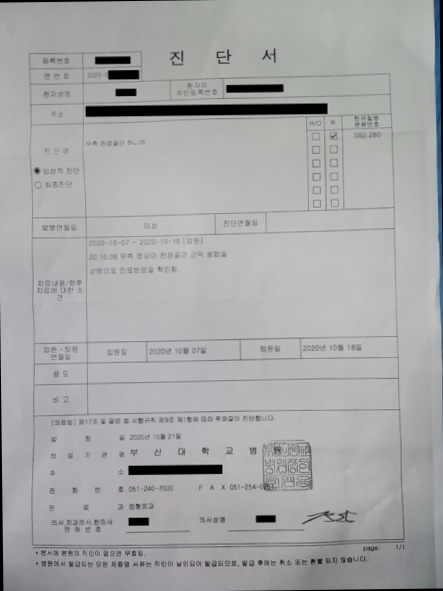 진 단 서
등록번호
연 번 호 2020-
환자성명 환자의 주민등록번호
주소
진 단 명
R/O 주 한국질병 분류번호
우측 전경골근 허니아
S82.280
임상적 진단
최종진단
발병연월일 미상 진단연월일
치료내용/향후 치료에 대한 소견
2020-10-07 ~ 2020-10-18 [입원]
20.10.08 우측 전경골근 근막 봉합술
상병으로 진료받음을 확인함.
입원·퇴원 연월일 입원일 2020년 10월 07일 퇴원일 2020년 10월 18일
용 도
비 고
[의료법] 제17조 및 같은 법 시행규칙 제9조 제1항에 따라 위와같이 진단합니다.
발 행 일 2020년 10월 21일
의 료 기 관 명 부 산 대 학 교 병 원
주 소
전 화 번 호 051-240-7000 F A X 051-254-0
진 료 과 정형외과
의사,치과의사,한의사 면 허 번 호 의사성명
* 본서에 본원의 직인이 없으면 무효임.
page: 1/1
* 병원에서 발급되는 모든 제증명 서류는 직인이 날인되어 발급되므로, 발급 후에는 취소 또는 환불 되지 않습니다.